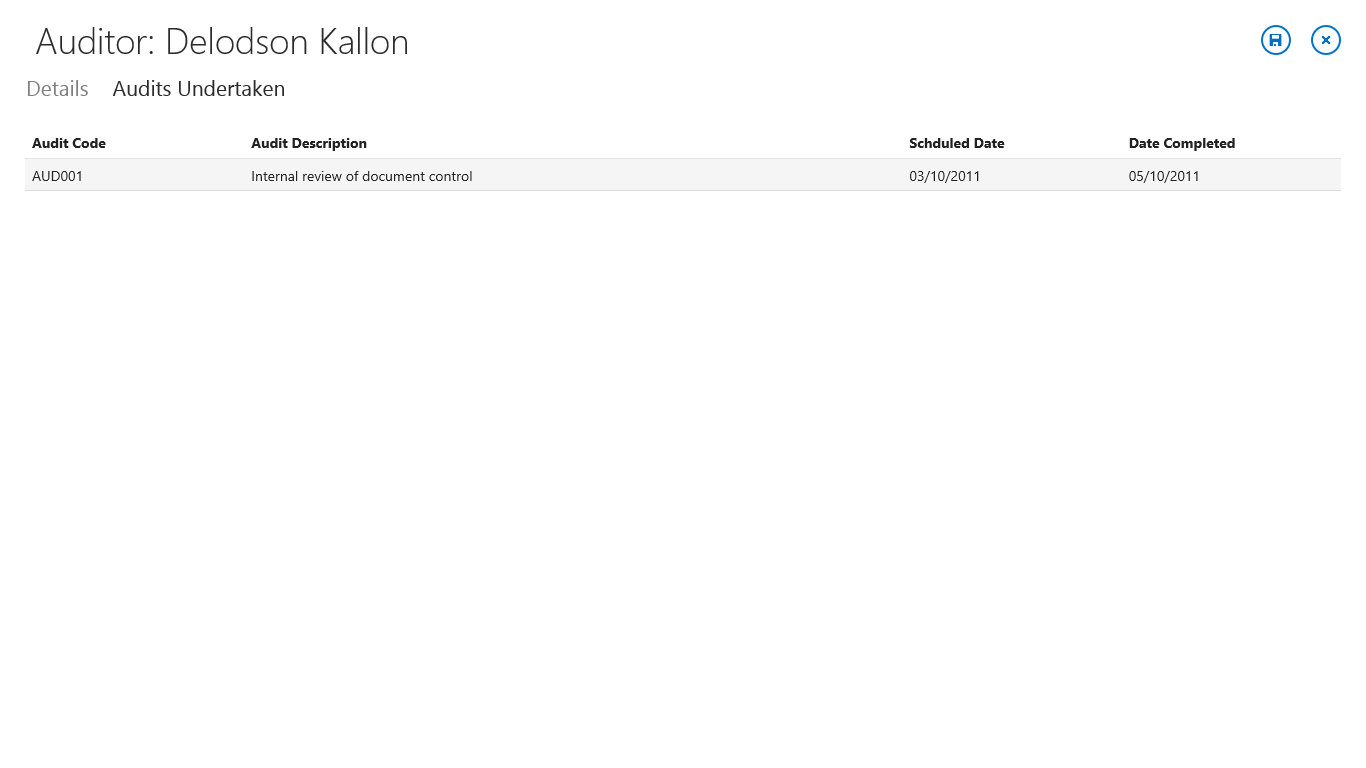 Auditor: Delodson Kallon
Details Audits Undertaken
Audit Code Audit Description Schduled Date Date Completed
AUD001 Internal review of document control 03/10/2011 05/10/2011